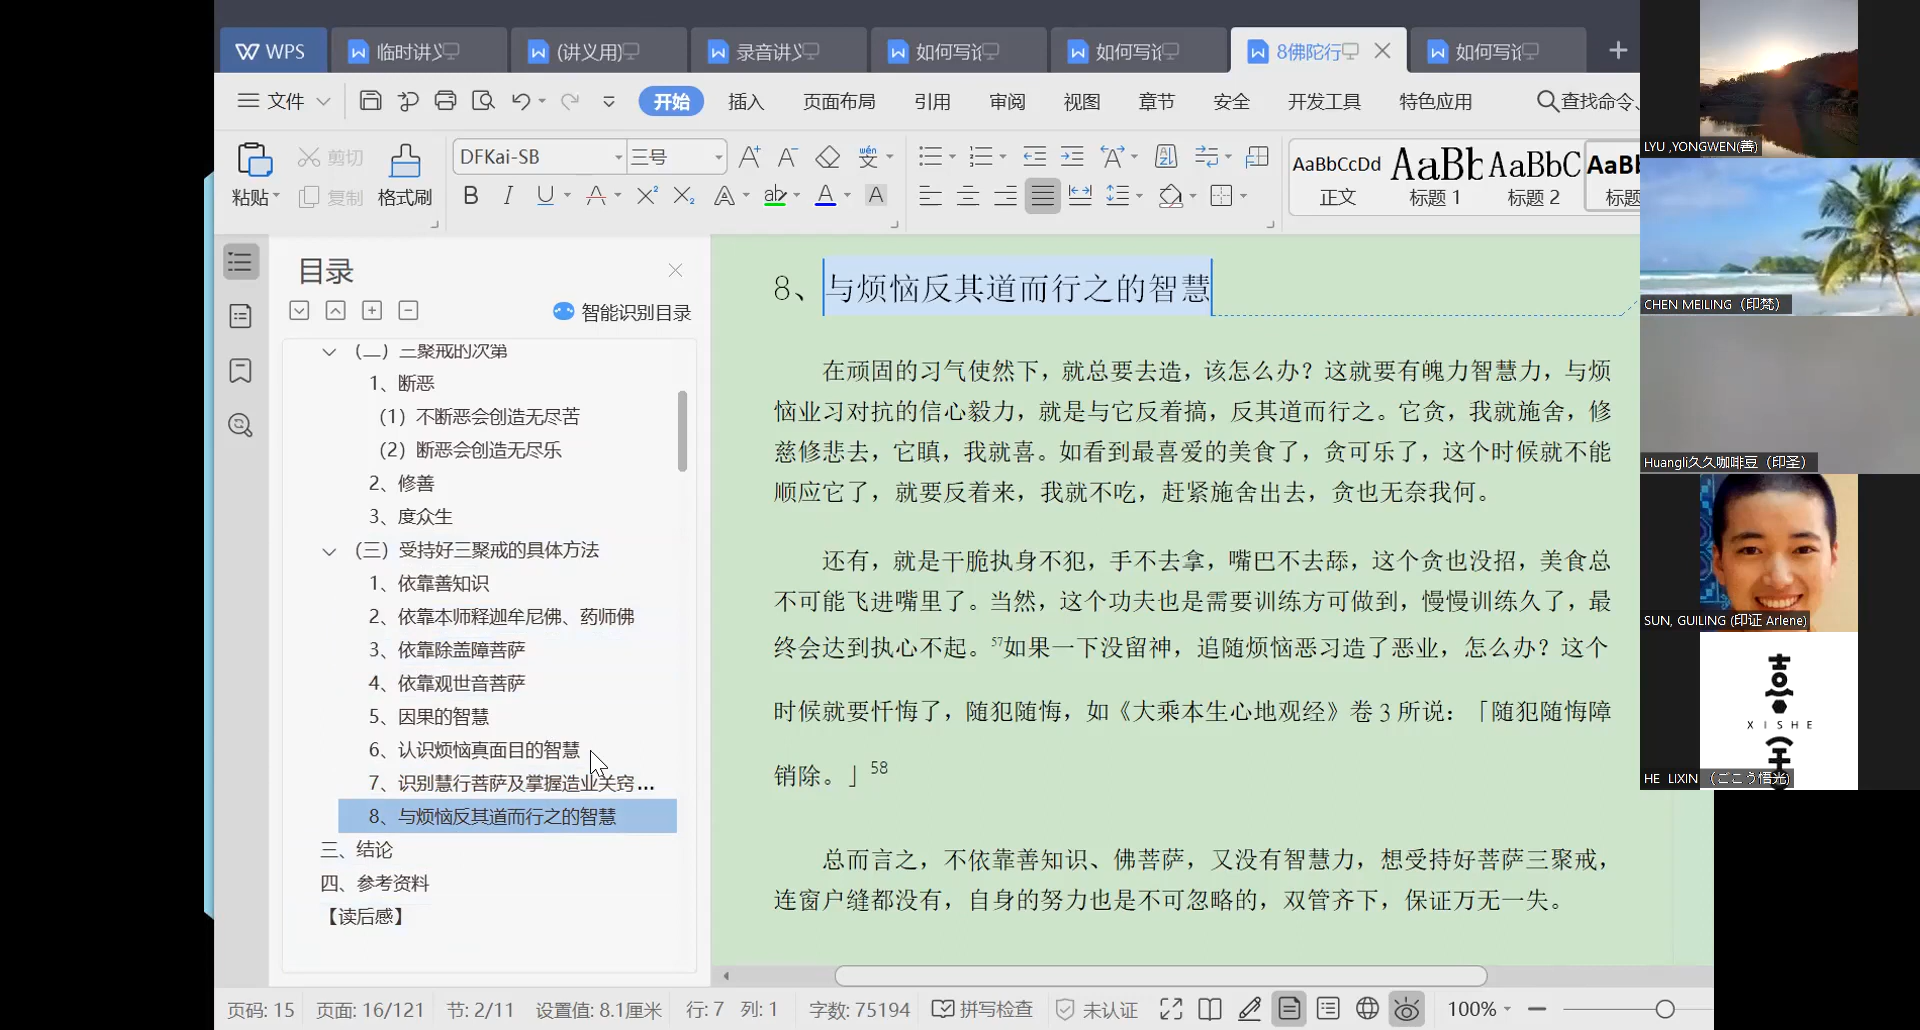 WPS
临时讲义
(讲义用)
录音讲义
如何写论
如何写论
8佛陀行
如何写论
文件
开始
插入
页面布局
引用
审阅
视图
章节
安全
开发工具
特色应用
查找命令、
粘贴
剪切
复制
格式刷
DFKai-SB
三号
AaBbCcDd
正文
AaBb
标题 1
AaBbC
标题 2
AaBb
标题
目录
智能识别目录
（二）三聚戒的次第
1、断恶
（1）不断恶会创造无尽苦
（2）断恶会创造无尽乐
2、修善
3、度众生
（三）受持好三聚戒的具体方法
1、依靠善知识
2、依靠本师释迦牟尼佛、药师佛
3、依靠除盖障菩萨
4、依靠观世音菩萨
5、因果的智慧
6、认识烦恼真面目的智慧
7、识别慧行菩萨及掌握造业关窍...
8、与烦恼反其道而行之的智慧
三、结论
四、参考资料
【读后感】
8、与烦恼反其道而行之的智慧
在顽固的习气使然下，就总要去造，该怎么办？这就要有魄力智慧力，与烦
恼业习对抗的信心毅力，就是与它反着搞，反其道而行之。它贪，我就施舍，修
慈修悲去，它瞋，我就喜。如看到最喜爱的美食了，贪可乐了，这个时候就不能
顺应它了，就要反着来，我就不吃，赶紧施舍出去，贪也无奈我何。
还有，就是干脆执身不犯，手不去拿，嘴巴不去舔，这个贪也没招，美食总
不可能飞进嘴里了。当然，这个功夫也是需要训练方可做到，慢慢训练久了，最
终会达到执心不起。57如果一下没留神，追随烦恼恶习造了恶业，怎么办？这个
时候就要忏悔了，随犯随悔，如《大乘本生心地观经》卷 3 所说：「随犯随悔障
销除。」58
总而言之，不依靠善知识、佛菩萨，又没有智慧力，想受持好菩萨三聚戒，
连窗户缝都没有，自身的努力也是不可忽略的，双管齐下，保证万无一失。
页码: 15
页面: 16/121
节: 2/11
设置值: 8.1厘米
行: 7
列: 1
字数: 75194
拼写检查
未认证
100%
LYU ,YONGWEN(善)
CHEN MEILING（印梵）
Huangli久久咖啡豆（印圣）
SUN, GUILING (印证 Arlene)
XISHE
HE LIXIN （ごこう悟光）